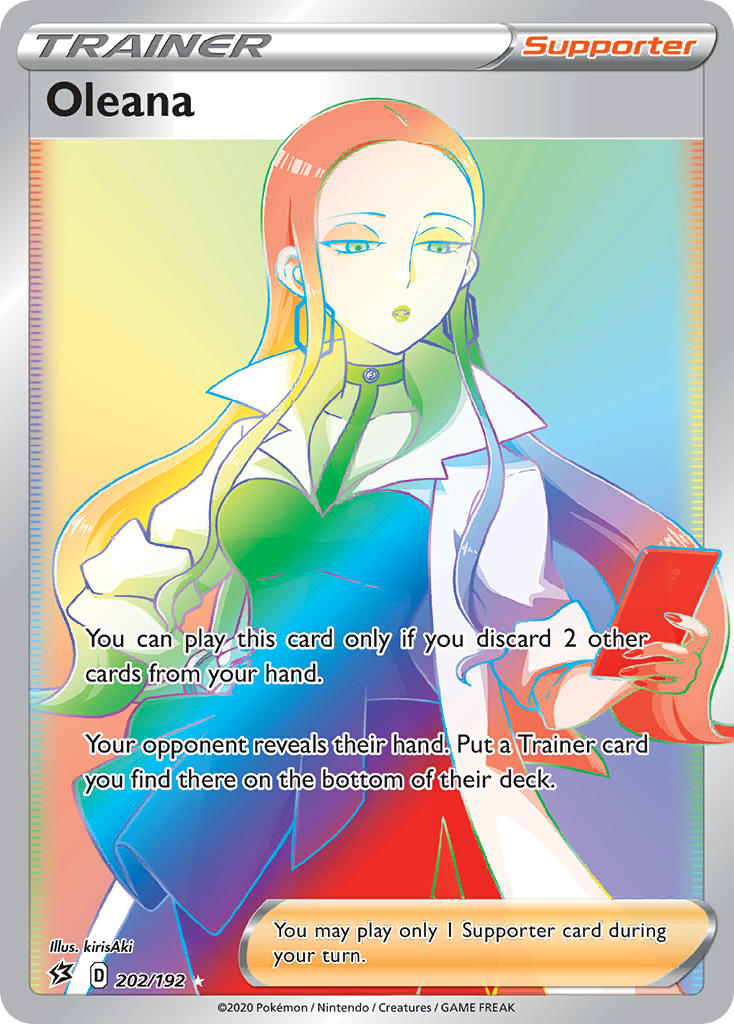 TRAINER
Supporter
Oleana
You can play this card only if you discard 2 other
cards from your hand.
Your opponent reveals their hand. Put a Trainer card
you find there on the bottom of their deck.
You may play only 1 Supporter card during
your turn.
Illus. kirisAki
D 202/192
©2020 Pokémon / Nintendo / Creatures / GAME FREAK